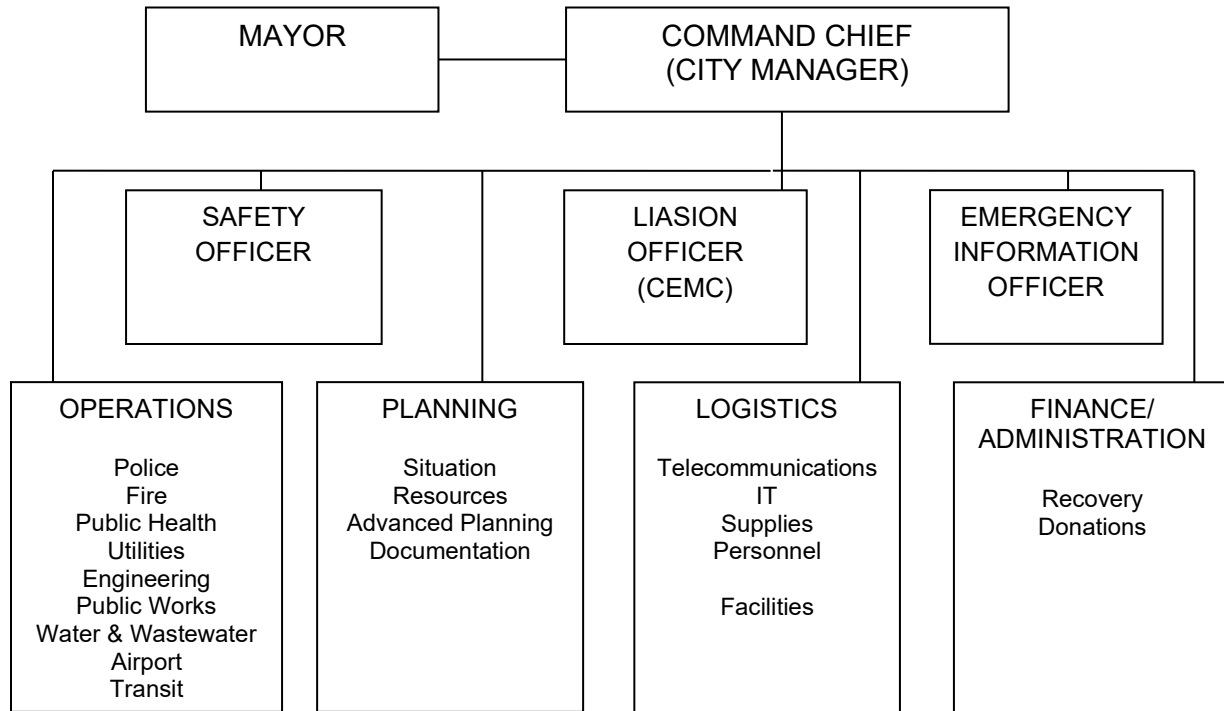 MAYOR
COMMAND CHIEF
(CITY MANAGER)
SAFETY
OFFICER
LIASION
OFFICER
(CEMC)
EMERGENCY
INFORMATION
OFFICER
OPERATIONS
Police
Fire
Public Health
Utilities
Engineering
Public Works
Water & Wastewater
Airport
Transit
PLANNING
Situation
Resources
Advanced Planning
Documentation
LOGISTICS
Telecommunications
IT
Supplies
Personnel
Facilities
FINANCE/
ADMINISTRATION
Recovery
Donations